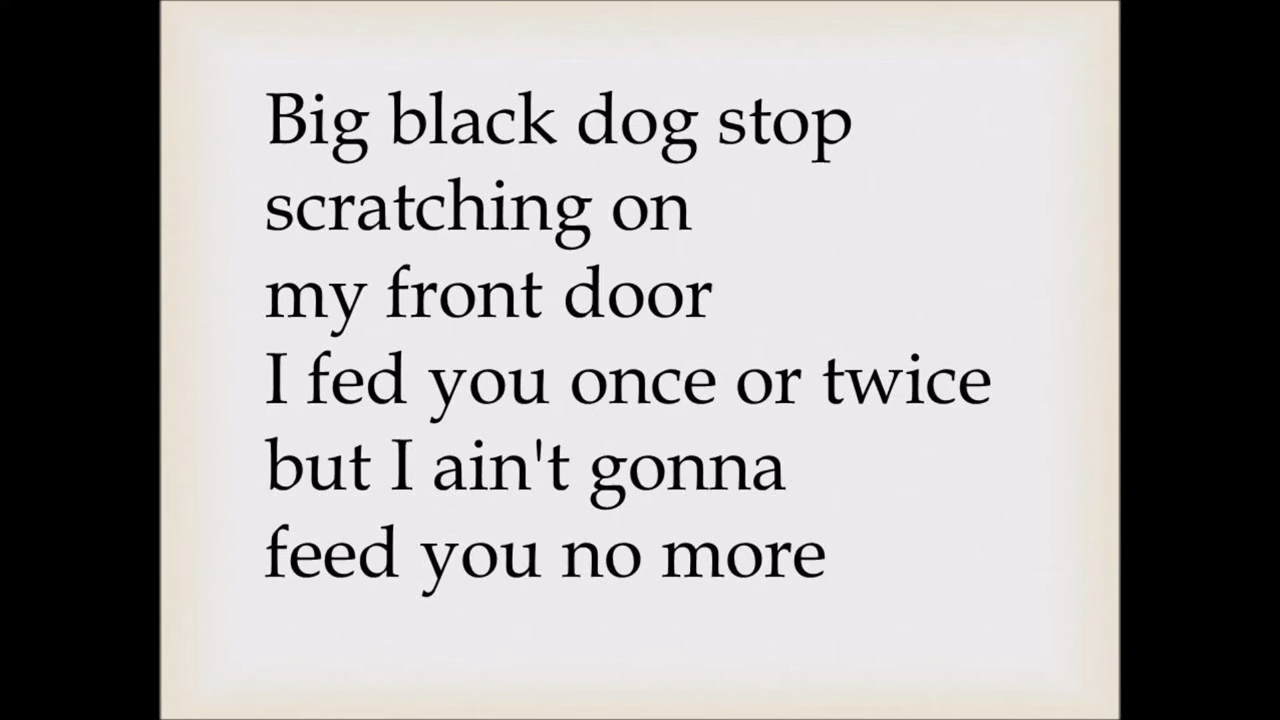 Big black dog stop
scratching on
my front door
I fed you once or twice
but I ain't gonna
feed you no more